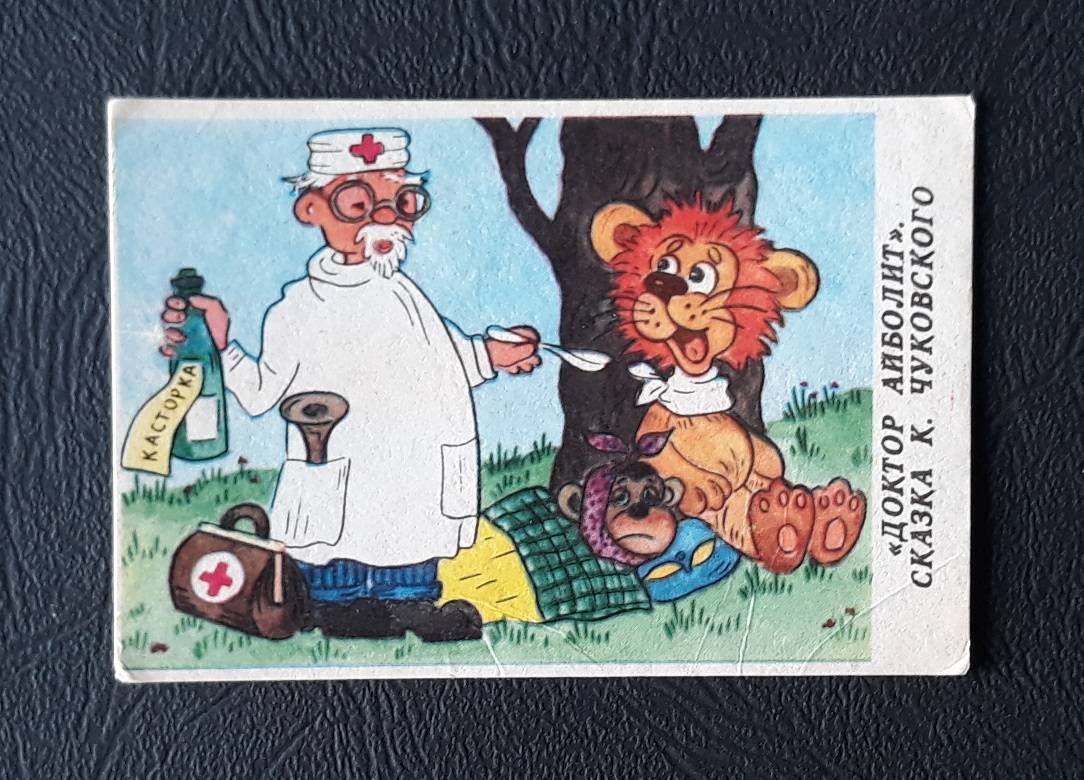 КАСТОРКА
«ДОКТОР АЙБОЛИТ».
СКАЗКА К. ЧУКОВСКОГО